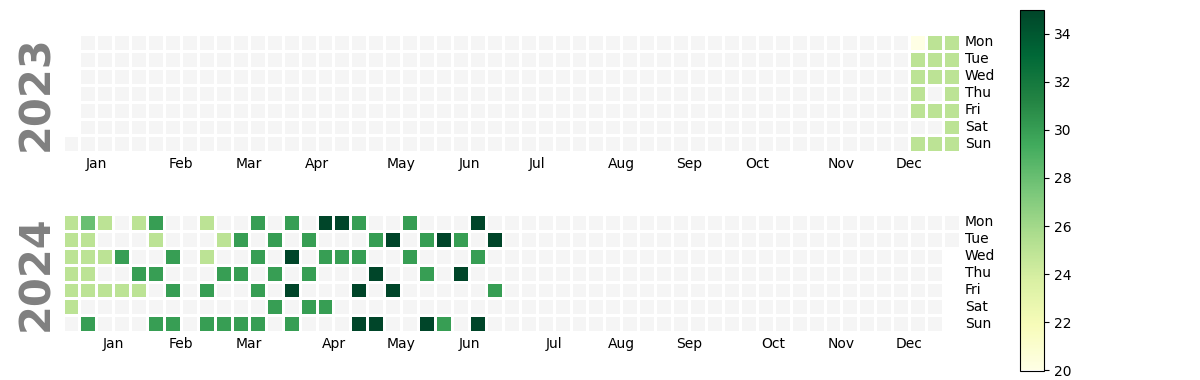 2023
Mon
Tue
Wed
Thu
Fri
Sat
Sun
Jan Feb Mar Apr May Jun Jul Aug Sep Oct Nov Dec
2024
Mon
Tue
Wed
Thu
Fri
Sat
Sun
Jan Feb Mar Apr May Jun Jul Aug Sep Oct Nov Dec
34
32
30
28
26
24
22
20